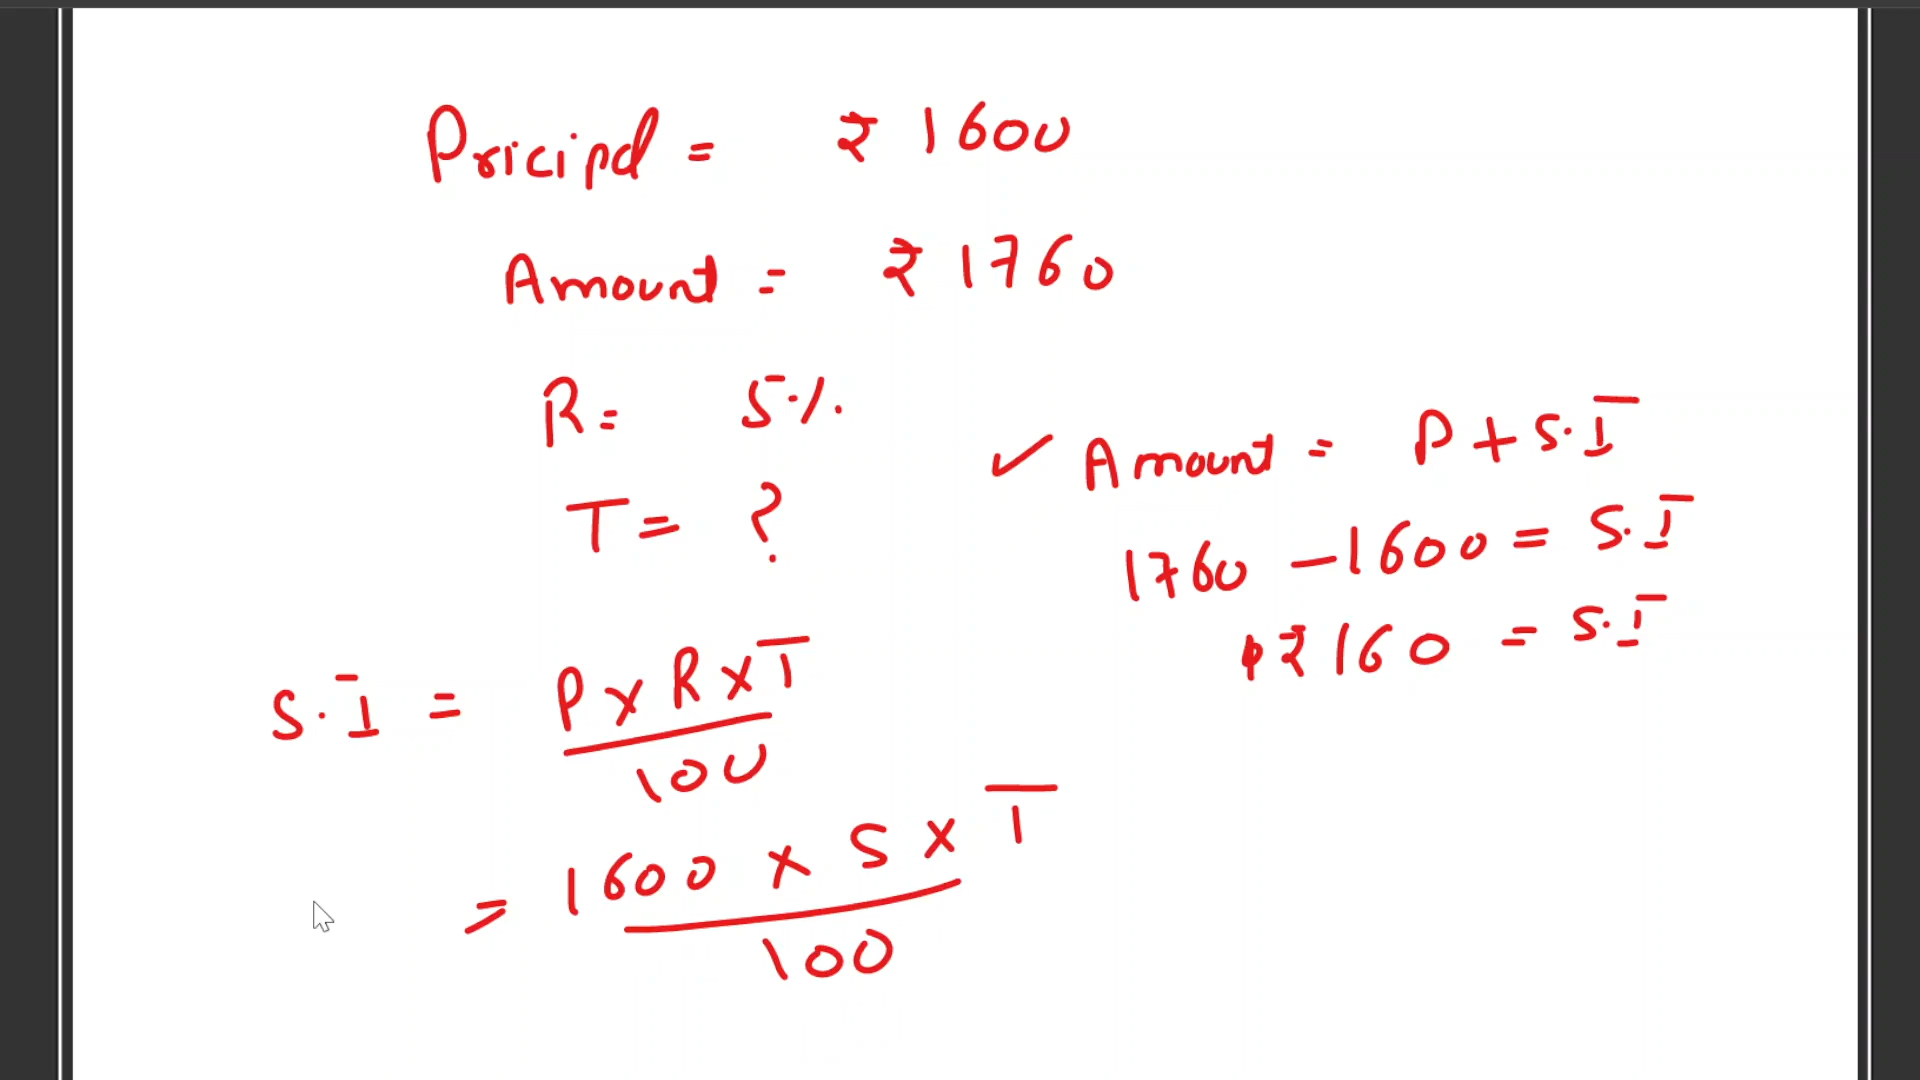 Pricipal = ₹ 1600
Amount = ₹ 1760
R = 5%
T = ?
✓ Amount = P + S.I
1760 - 1600 = S.I
₹ 160 = S.I
S.I = P x R x T / 100
= 1600 x 5 x T / 100